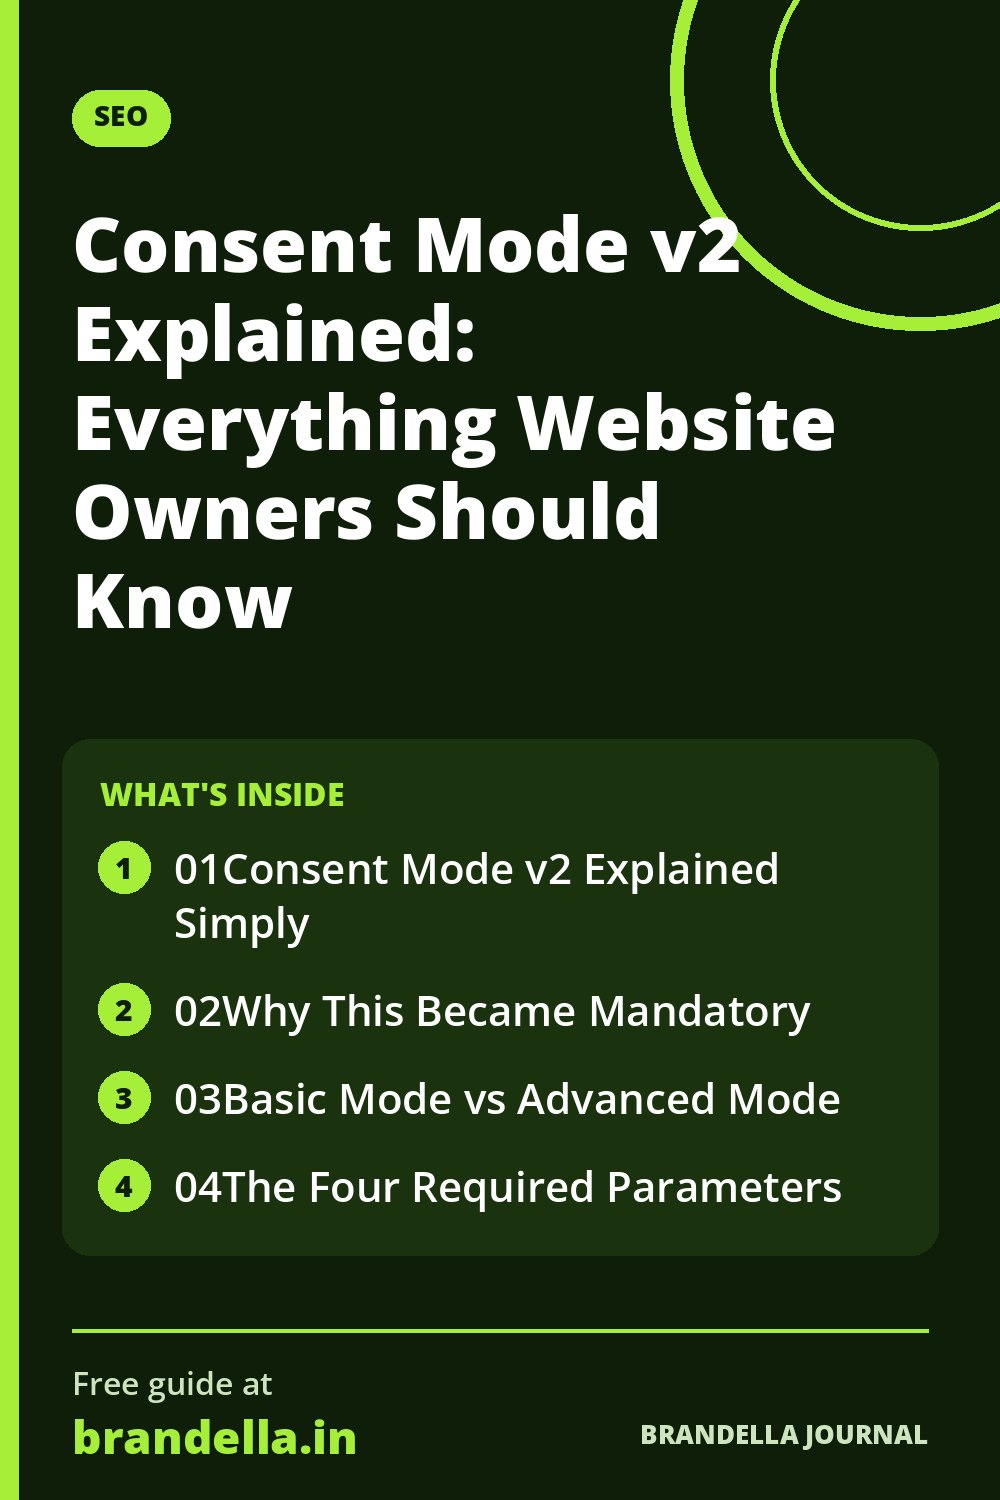 SEO
Consent Mode v2
Explained:
Everything Website
Owners Should
Know
WHAT'S INSIDE
1 01Consent Mode v2 Explained
Simply
2 02Why This Became Mandatory
3 03Basic Mode vs Advanced Mode
4 04The Four Required Parameters
Free guide at
brandella.in
BRANDELLA JOURNAL